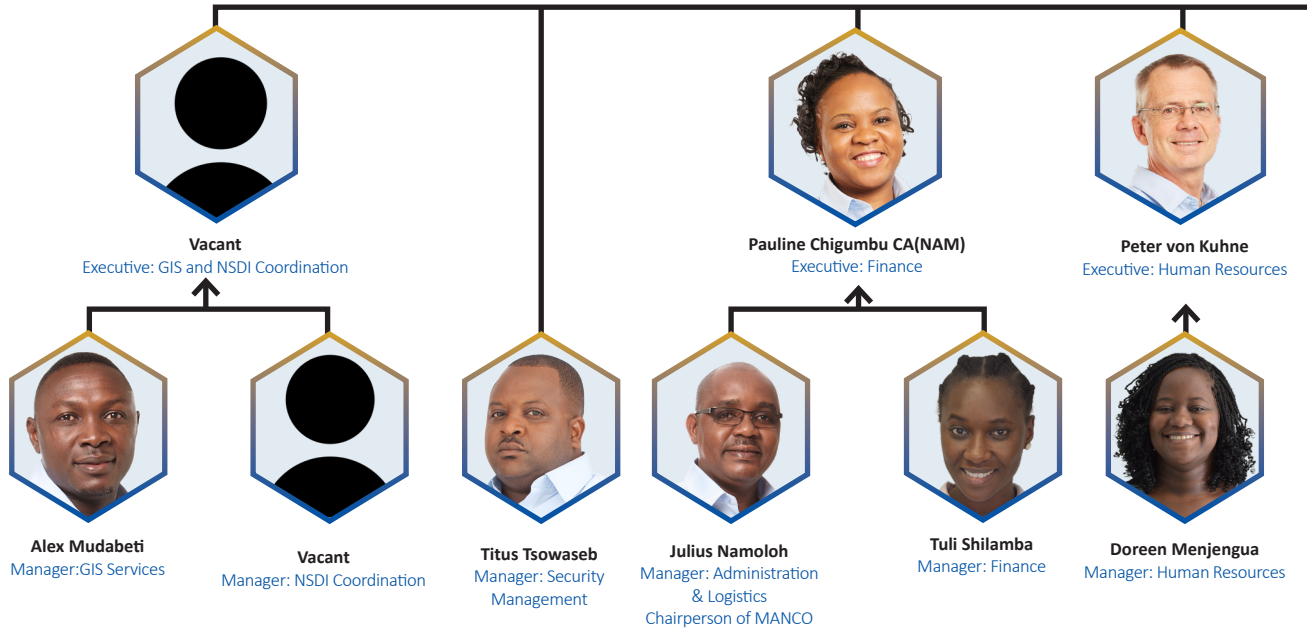 Vacant
Executive: GIS and NSDI Coordination
Pauline Chigumbu CA(NAM)
Executive: Finance
Peter von Kuhne
Executive: Human Resources
Alex Mudabeti
Manager:GIS Services
Vacant
Manager: NSDI Coordination
Titus Tsowaseb
Manager: Security
Management
Julius Namoloh
Manager: Administration
& Logistics
Chairperson of MANCO
Tuli Shilamba
Manager: Finance
Doreen Menjengua
Manager: Human Resources